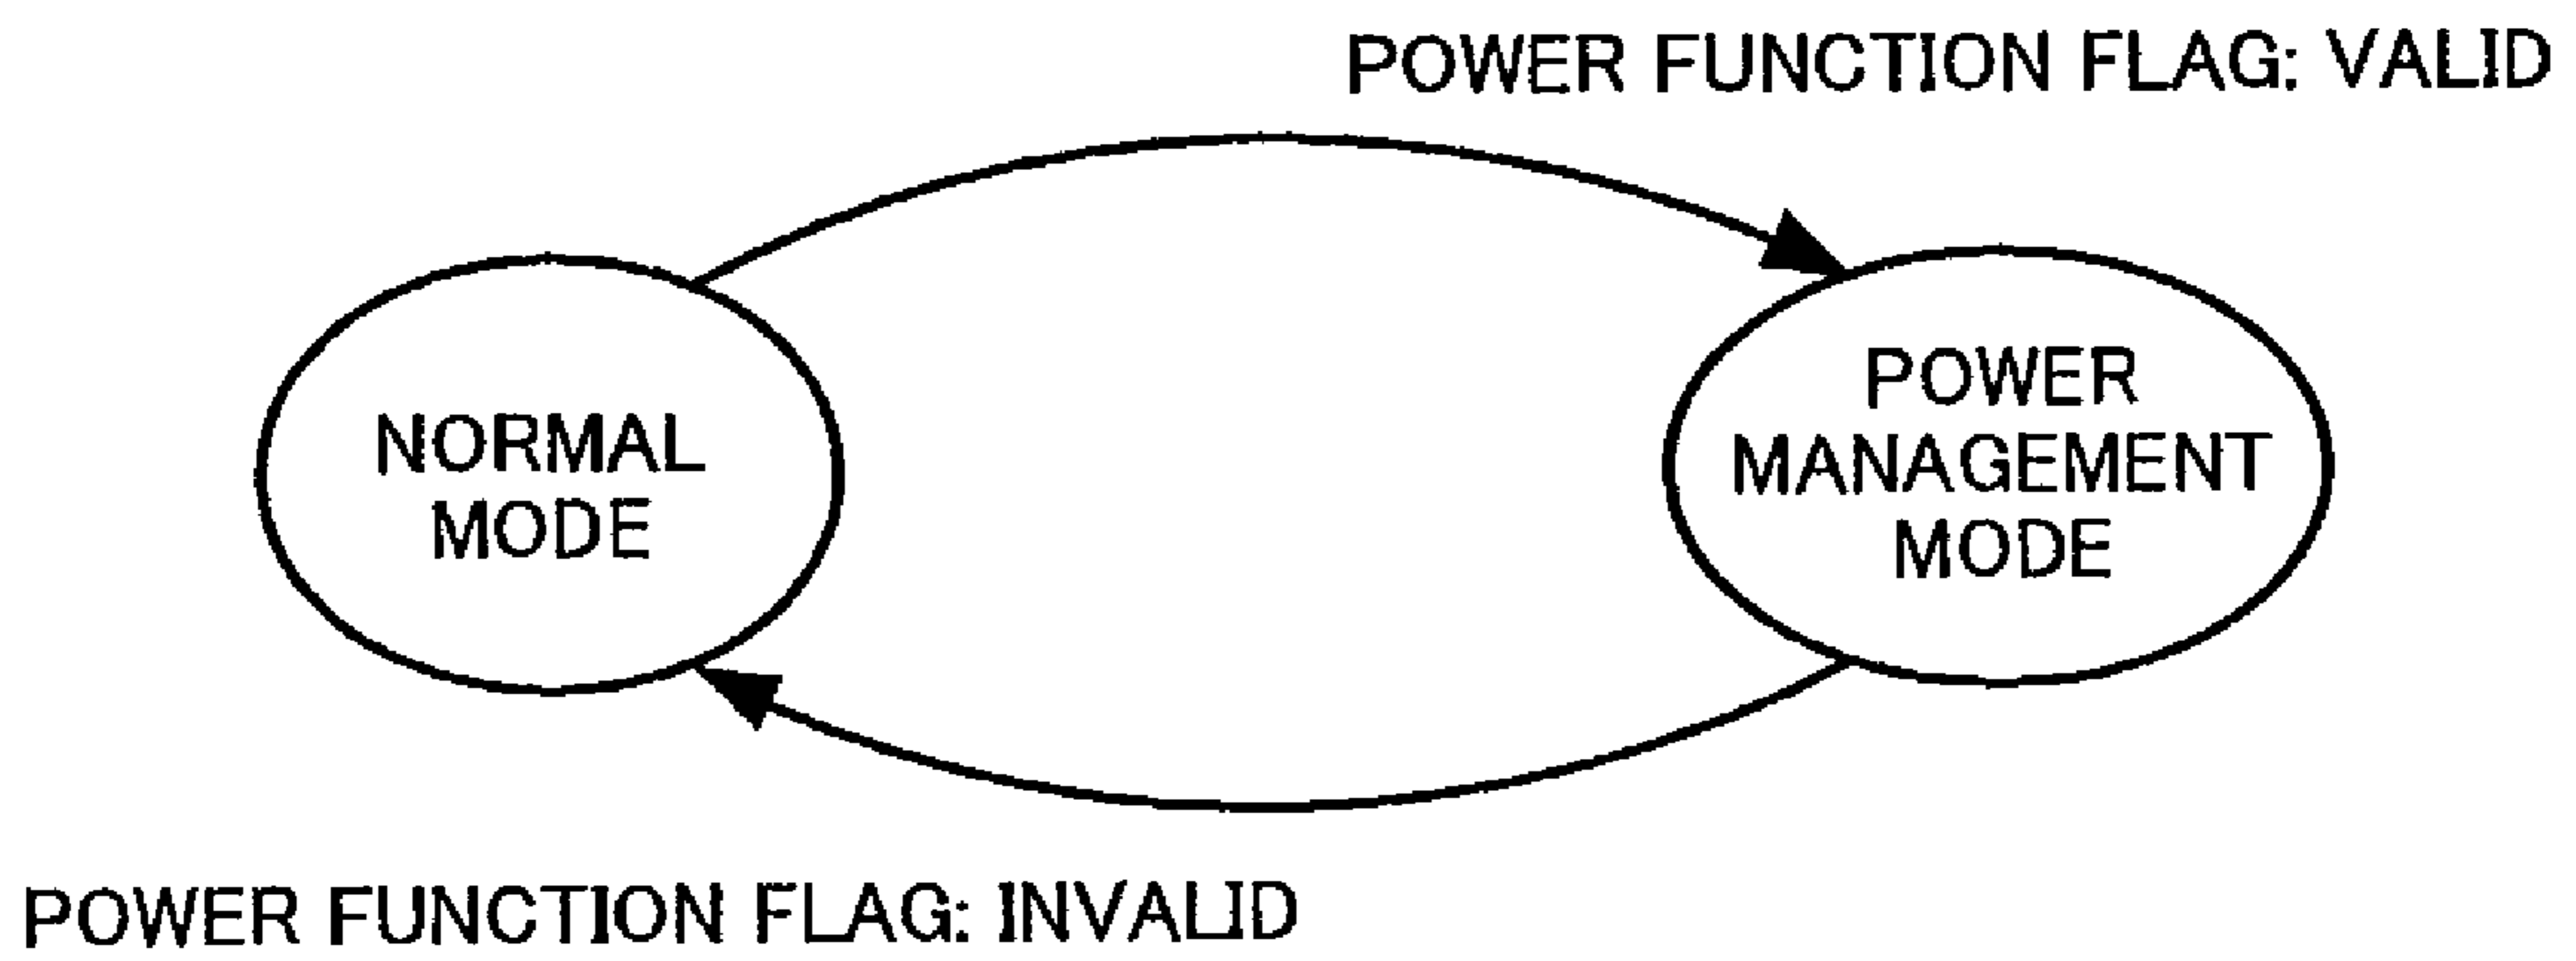 POWER FUNCTION FLAG: VALID
NORMAL
MODE
POWER
MANAGEMENT
MODE
POWER FUNCTION FLAG: INVALID